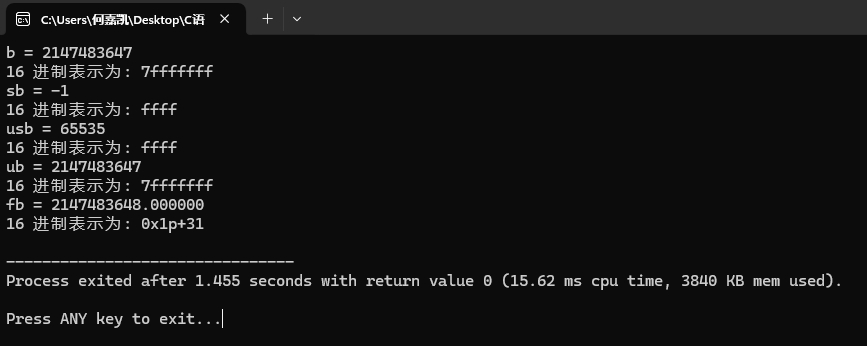 C:\Users\何嘉凯\Desktop\C语
b = 2147483647
16 进制表示为: 7fffffff
sb = -1
16 进制表示为: ffff
usb = 65535
16 进制表示为: ffff
ub = 2147483647
16 进制表示为: 7fffffff
fb = 2147483648.000000
16 进制表示为: 0x1p+31
--------------------------------
Process exited after 1.455 seconds with return value 0 (15.62 ms cpu time, 3840 KB mem used).
Press ANY key to exit...